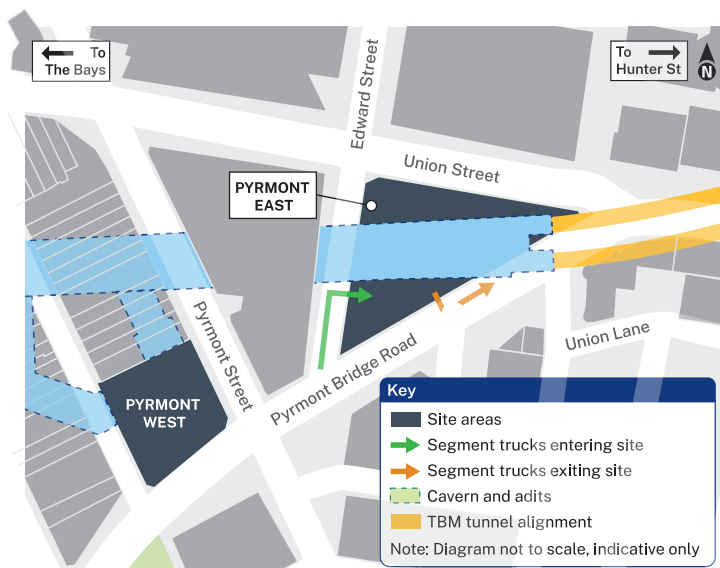 To
The Bays
Edward Street
To
Hunter St
N
Union Street
PYRMONT
EAST
Pyrmont Street
Pyrmont Bridge Road
Union Lane
PYRMONT
WEST
Key
Site areas
Segment trucks entering site
Segment trucks exiting site
Cavern and adits
TBM tunnel alignment
Note: Diagram not to scale, indicative only